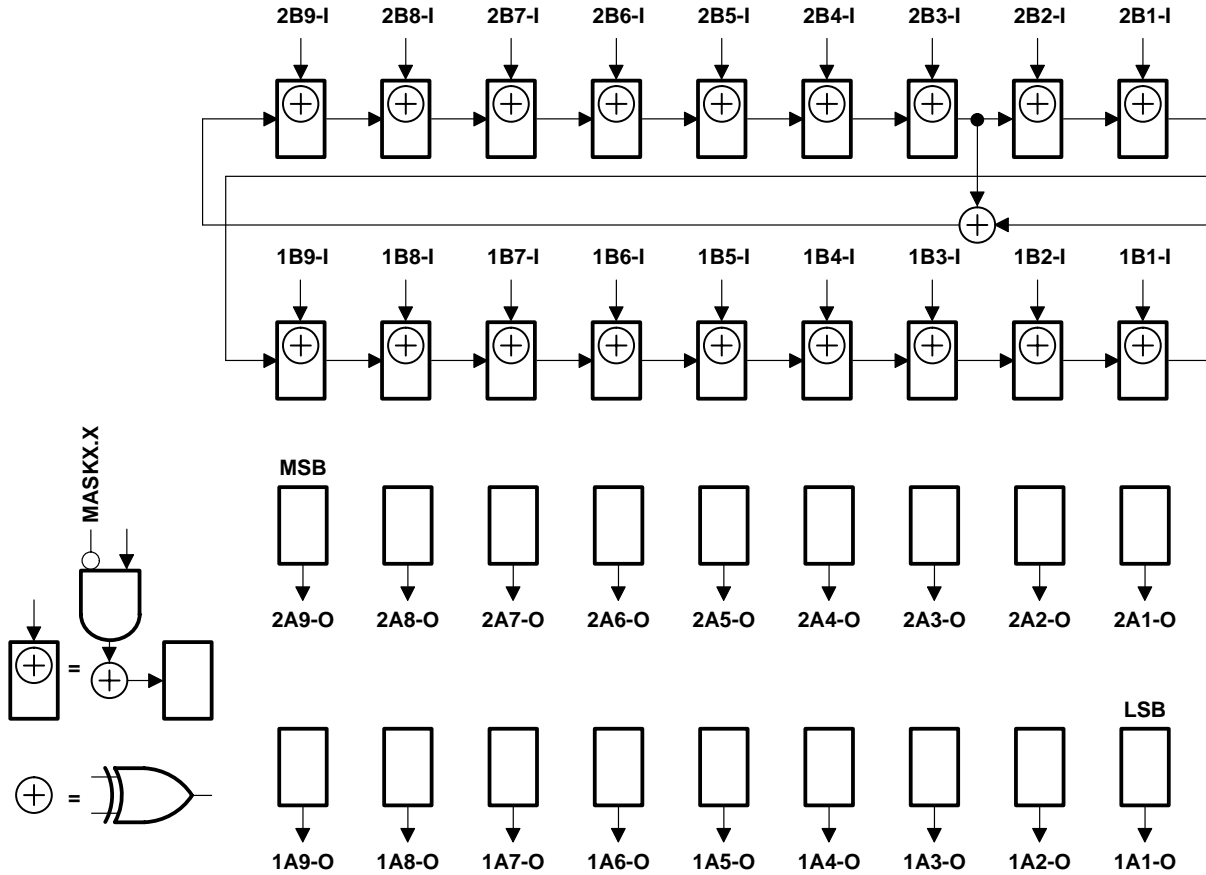 2B9-I 2B8-I 2B7-I 2B6-I 2B5-I 2B4-I 2B3-I 2B2-I 2B1-I
1B9-I 1B8-I 1B7-I 1B6-I 1B5-I 1B4-I 1B3-I 1B2-I 1B1-I
MASKX.X
MSB
2A9-O 2A8-O 2A7-O 2A6-O 2A5-O 2A4-O 2A3-O 2A2-O 2A1-O
=
LSB
=
1A9-O 1A8-O 1A7-O 1A6-O 1A5-O 1A4-O 1A3-O 1A2-O 1A1-O